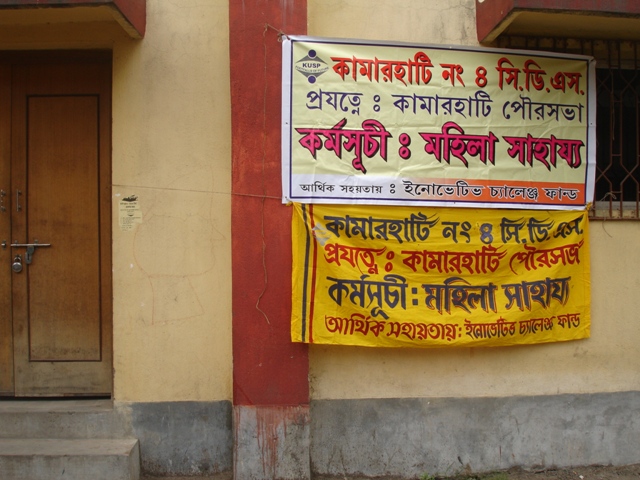 KUSP
কামারহাটি নং ৪ সি.ডি.এস.
প্রযত্নে ঃ কামারহাটি পৌরসভা
কর্মসূচী ঃ মহিলা সাহায্য
আর্থিক সহয়তায় ঃ ইনোভেটিভ চ্যালেঞ্জ ফান্ড
কামারহাটি নং ৪ সি.ডি.এস.
প্রযত্নে ঃ কামারহাটি পৌরসভা
কর্মসূচী : মহিলা সাহায্য
আর্থিক সহায়তায় : ইনোভেটিভ চ্যালেঞ্জ ফান্ড